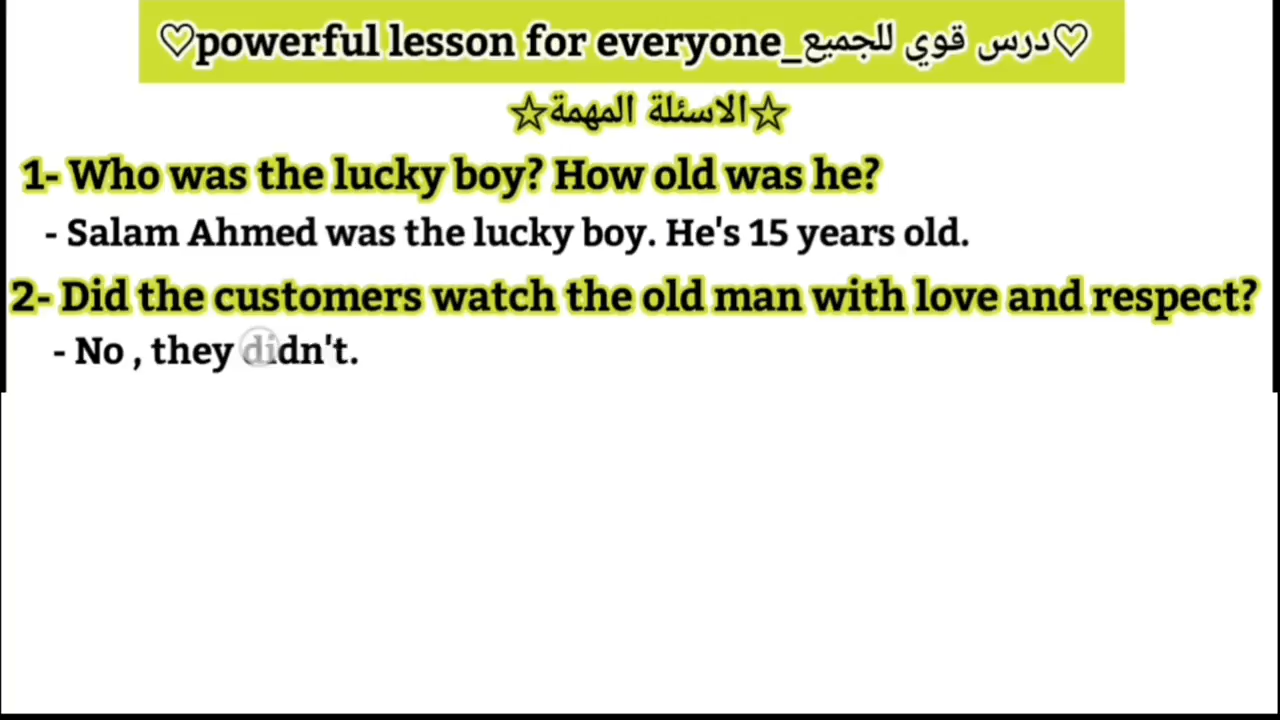 ♡powerful lesson for everyone_درس قوي للجميع♡
☆الاسئلة المهمة☆
1- Who was the lucky boy? How old was he?
- Salam Ahmed was the lucky boy. He's 15 years old.
2- Did the customers watch the old man with love and respect?
- No , they didn't.